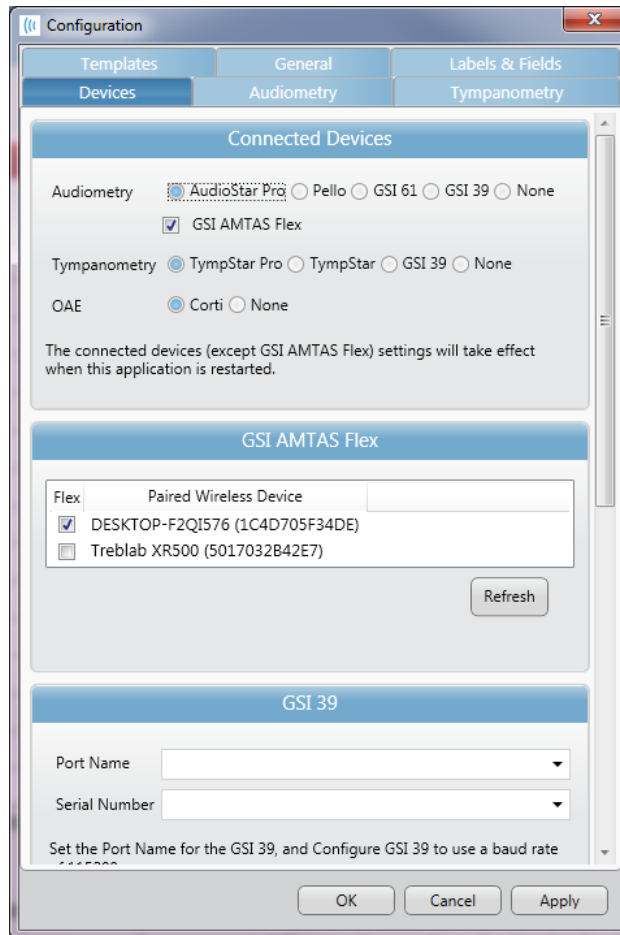 Configuration
Templates General Labels & Fields
Devices Audiometry Tympanometry
Connected Devices
Audiometry AudioStar Pro Pello GSI 61 GSI 39 None
GSI AMTAS Flex
Tympanometry TympStar Pro TympStar GSI 39 None
OAE Corti None
The connected devices (except GSI AMTAS Flex) settings will take effect
when this application is restarted.
GSI AMTAS Flex
Flex Paired Wireless Device
DESKTOP-F2QI576 (1C4D705F34DE)
Treblab XR500 (5017032B42E7)
Refresh
GSI 39
Port Name
Serial Number
Set the Port Name for the GSI 39, and Configure GSI 39 to use a baud rate
OK Cancel Apply